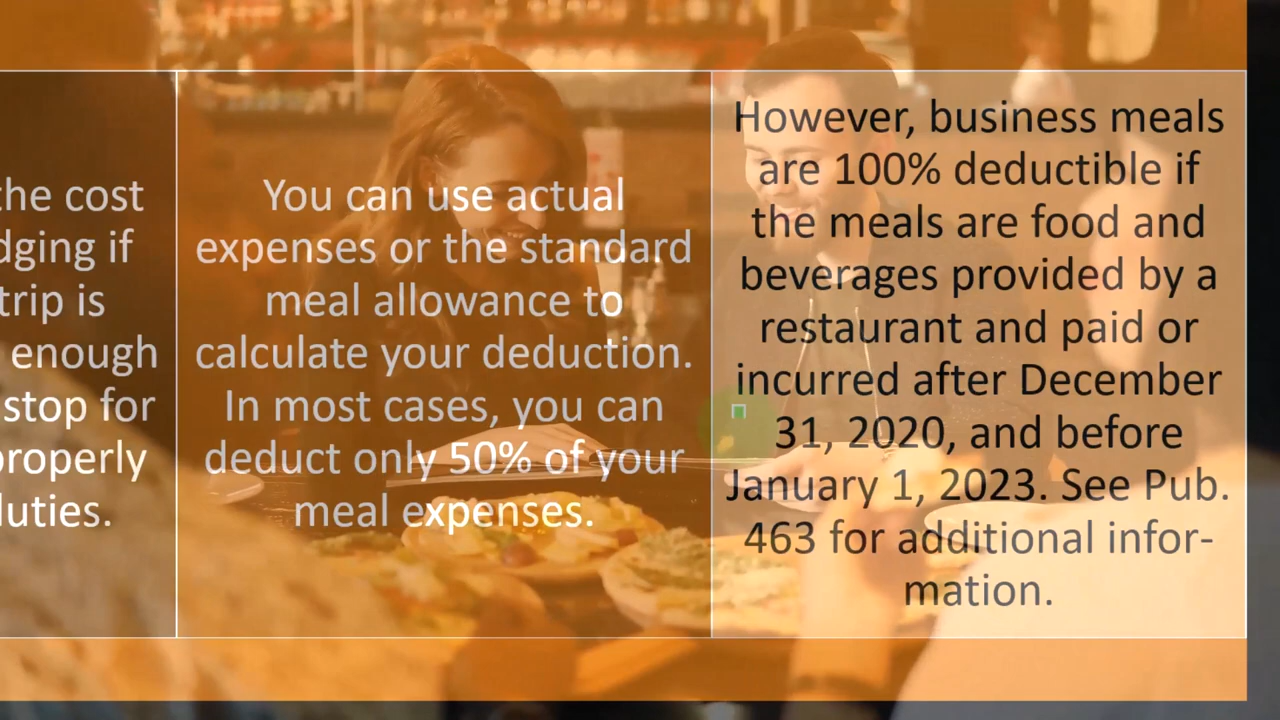 the cost
if
trip is
enough
stop for
properly
duties.
You can use actual
expenses or the standard
meal allowance to
calculate your deduction.
In most cases, you can
deduct only 50% of your
meal expenses.
However, business meals
are 100% deductible if
the meals are food and
beverages provided by a
restaurant and paid or
incurred after December
31, 2020, and before
January 1, 2023. See Pub.
463 for additional infor-
mation.